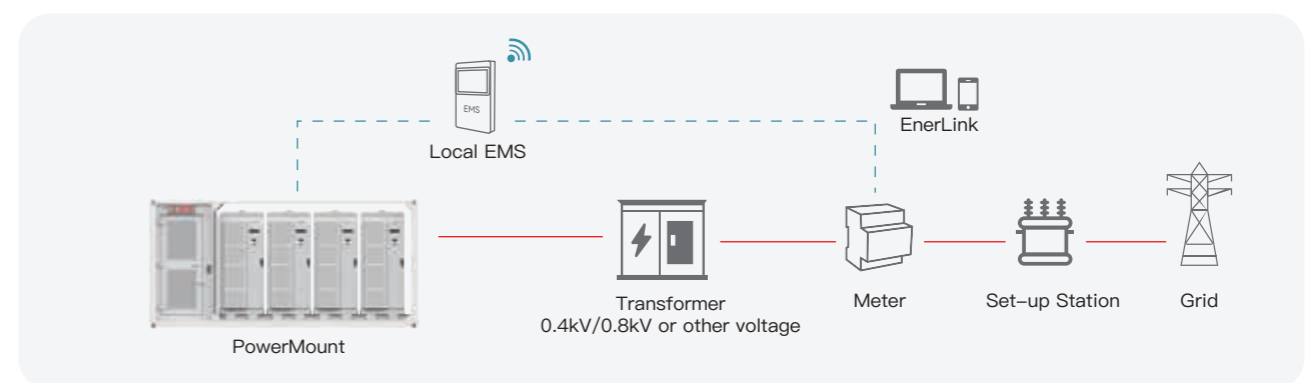 EMS
Local EMS
EnerLink
PowerMount
Transformer
0.4kV/0.8kV or other voltage
Meter
Set-up Station
Grid